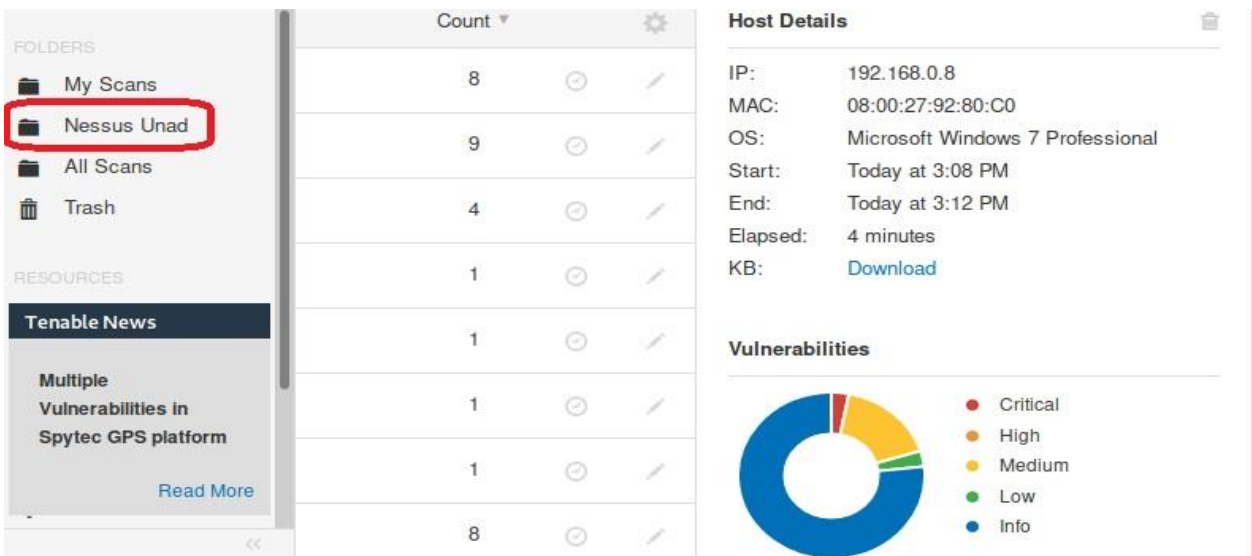 FOLDERS
My Scans
Nessus Unad
All Scans
Trash
RESOURCES
Tenable News
Multiple
Vulnerabilities in
Spytec GPS platform
Read More
Count
8
9
4
1
1
1
1
8
Host Details
IP: 192.168.0.8
MAC: 08:00:27:92:80:C0
OS: Microsoft Windows 7 Professional
Start: Today at 3:08 PM
End: Today at 3:12 PM
Elapsed: 4 minutes
KB: Download
Vulnerabilities
Critical
High
Medium
Low
Info